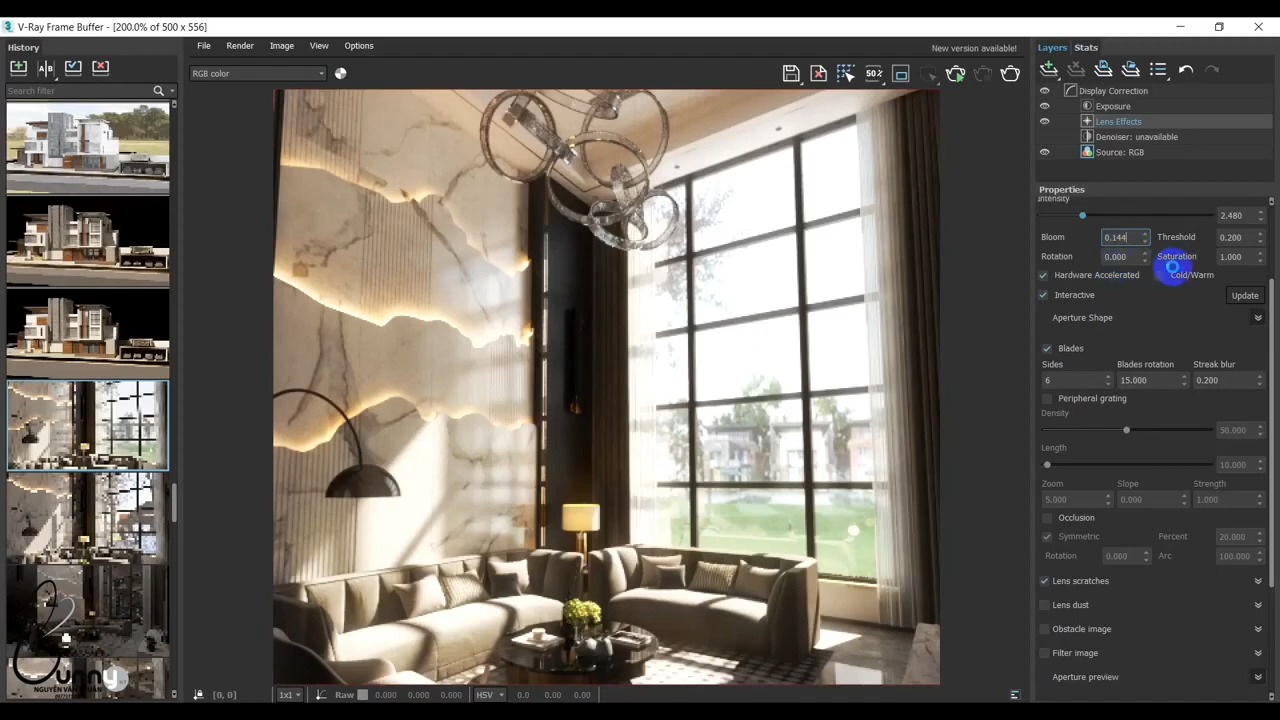 V-Ray Frame Buffer - [200.0% of 500 x 556]
History
File Render Image View Options
New version available!
Layers Stats
A B
50%
RGB color
Search filter
Display Correction
Exposure
Lens Effects
Denoiser: unavailable
Source: RGB
Properties
Intensity
2.480
Bloom 0.144 Threshold 0.200
Rotation 0.000 Saturation 1.000
Hardware Accelerated Cold/Warm
Interactive Update
Aperture Shape
Blades
Sides Blades rotation Streak blur
6 15.000 0.200
Peripheral grating
Density
50.000
Length
10.000
Zoom Slope Strength
5.000 0.000 1.000
Occlusion
Symmetric Percent 20.000
Rotation 0.000 Arc 100.000
Lens scratches
Lens dust
Obstacle image
Filter image
Aperture preview
[0, 0] 1x1 Raw 0.000 0.000 0.000 HSV 0.0 0.00 0.00